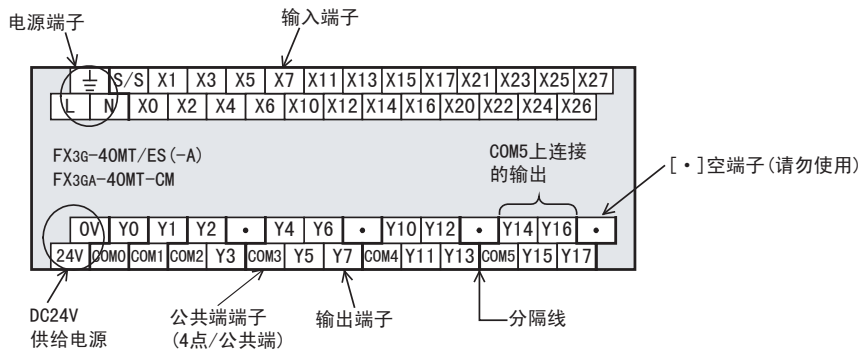 电源端子
输入端子
⏚ S/S X1 X3 X5 X7 X11 X13 X15 X17 X21 X23 X25 X27
L N X0 X2 X4 X6 X10 X12 X14 X16 X20 X22 X24 X26
FX3G-40MT/ES(-A)
FX3GA-40MT-CM
COM5上连接
的输出
[・]空端子(请勿使用)
0V Y0 Y1 Y2 ・ Y4 Y6 ・ Y10 Y12 ・ Y14 Y16 ・
24V COM0 COM1 COM2 Y3 COM3 Y5 Y7 COM4 Y11 Y13 COM5 Y15 Y17
DC24V
供给电源
公共端端子
(4点/公共端)
输出端子
分隔线